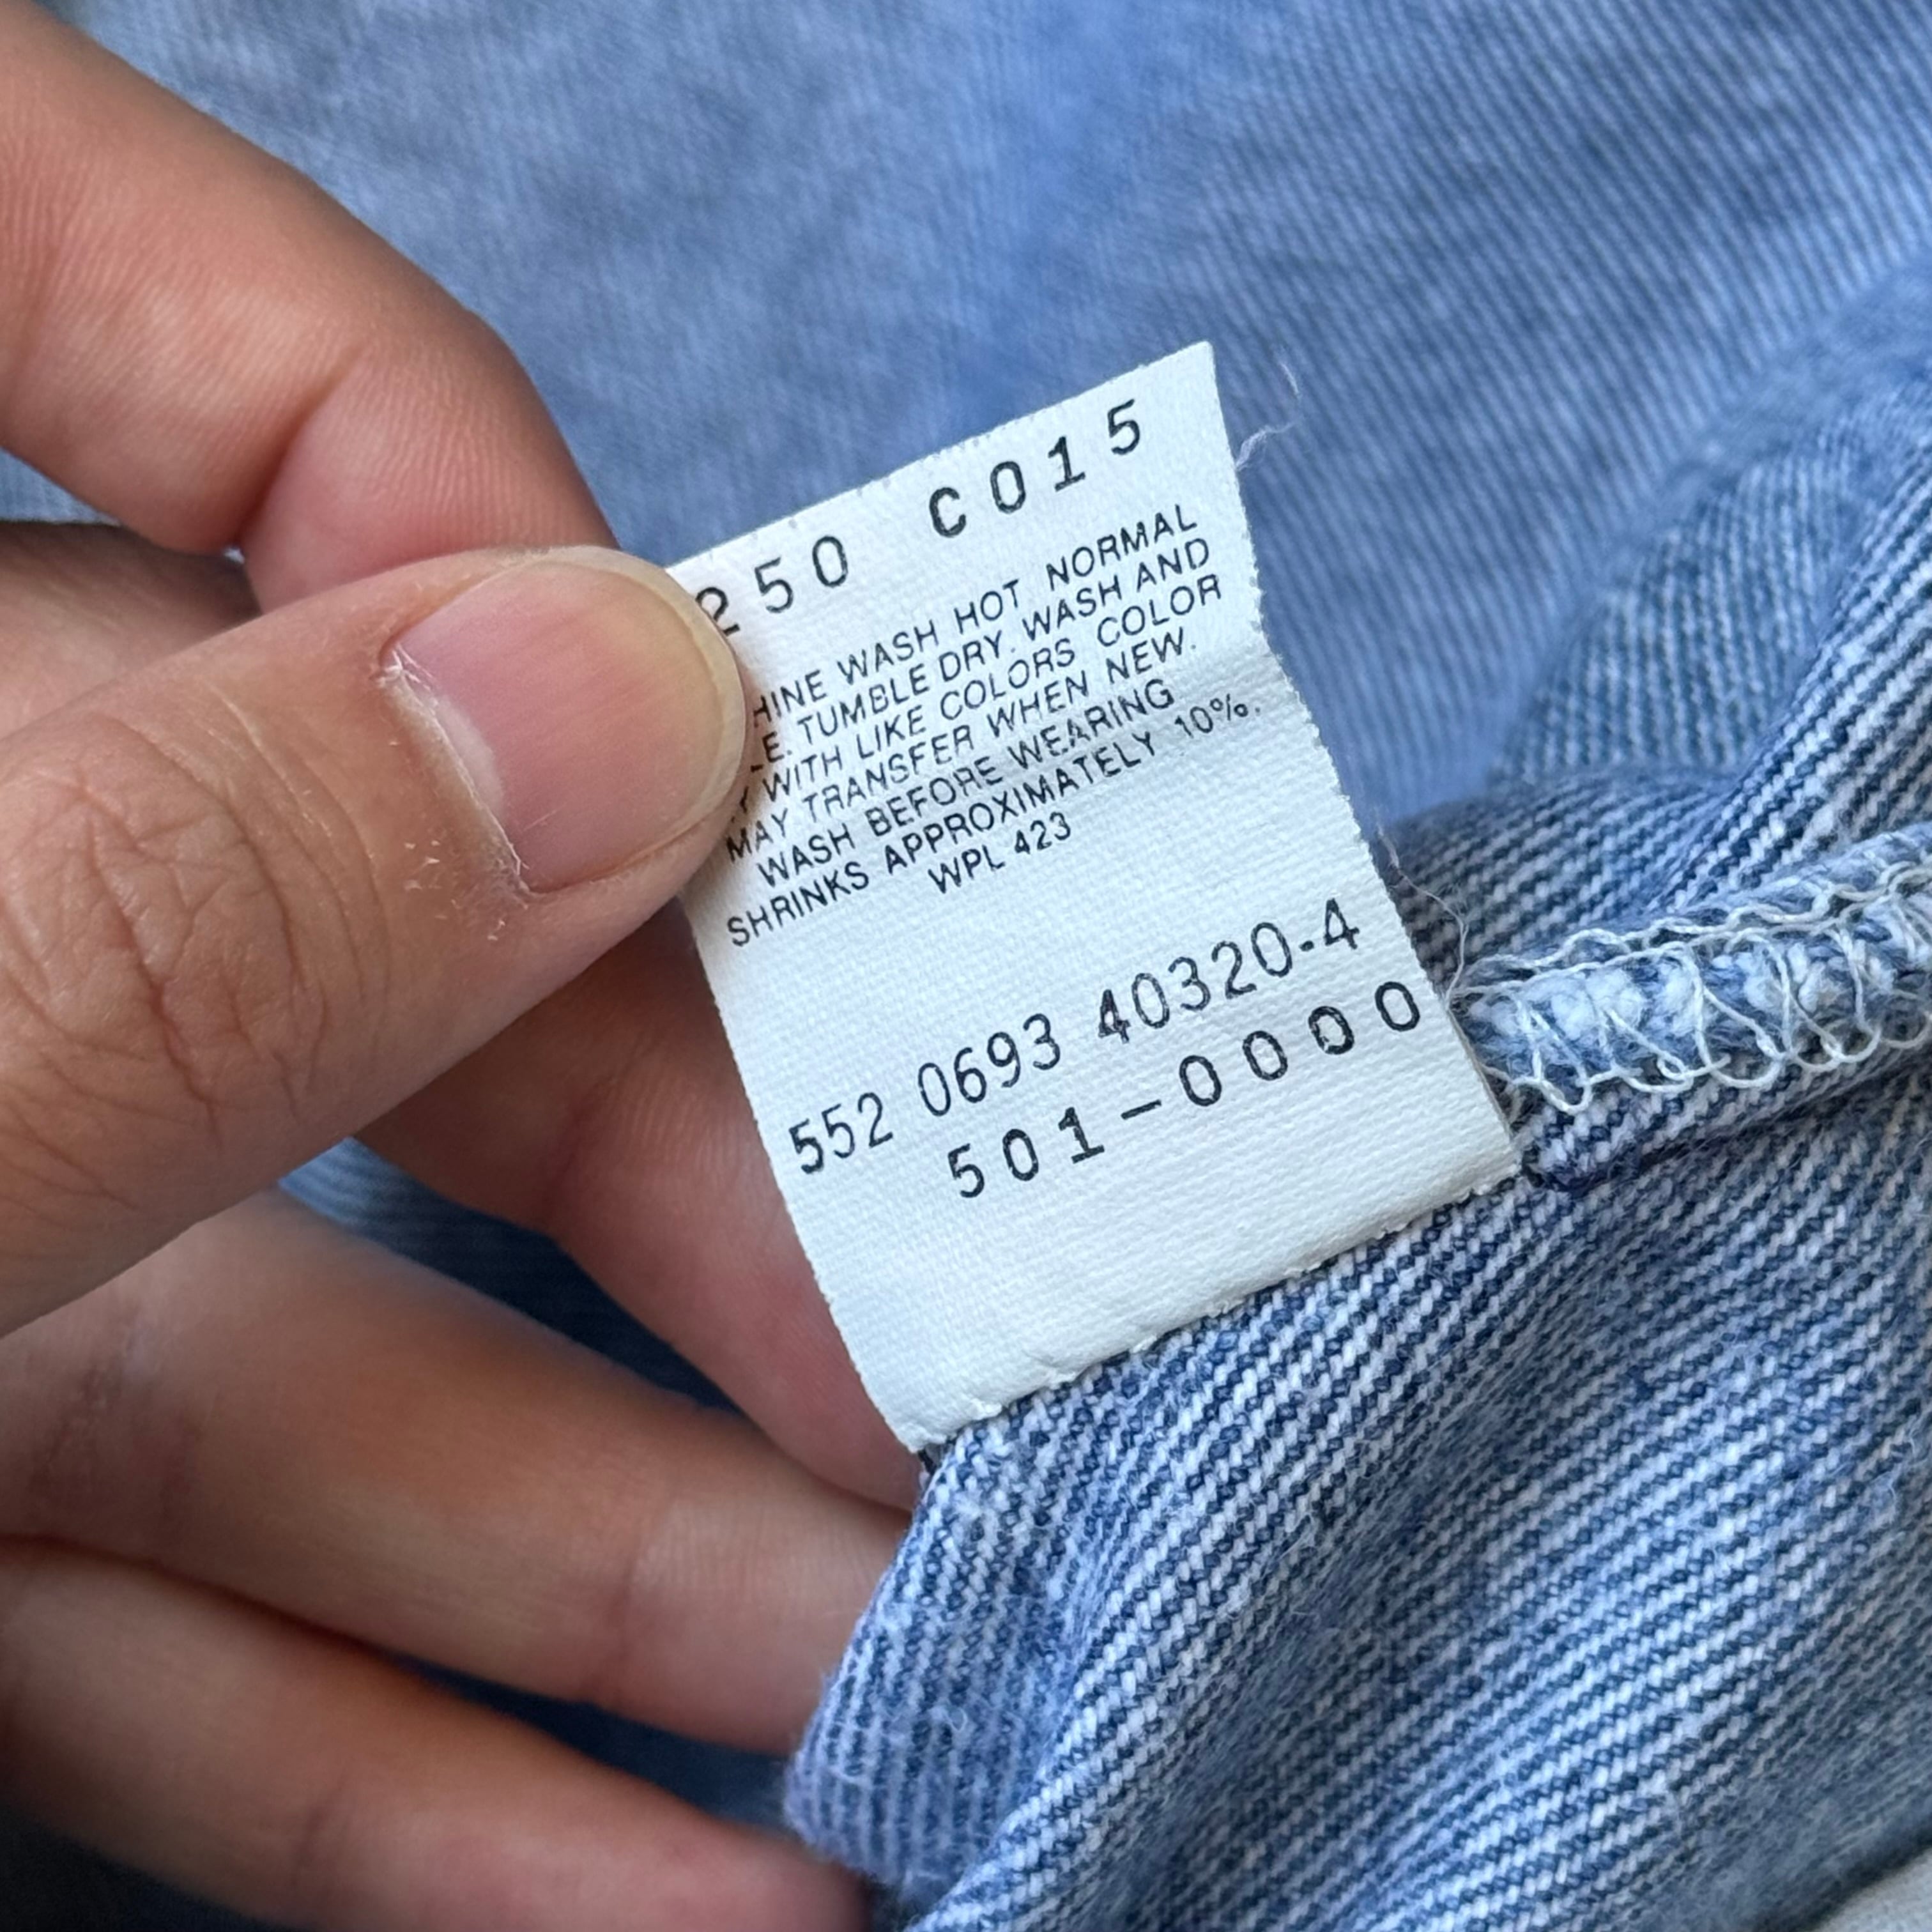 250 C015
HINE WASH HOT NORMAL
LE. TUMBLE DRY. WASH AND
Y WITH LIKE COLORS COLOR
MAY TRANSFER WHEN NEW.
WASH BEFORE WEARING
SHRINKS APPROXIMATELY 10%.
WPL 423
552 0693 40320-4
501-0000